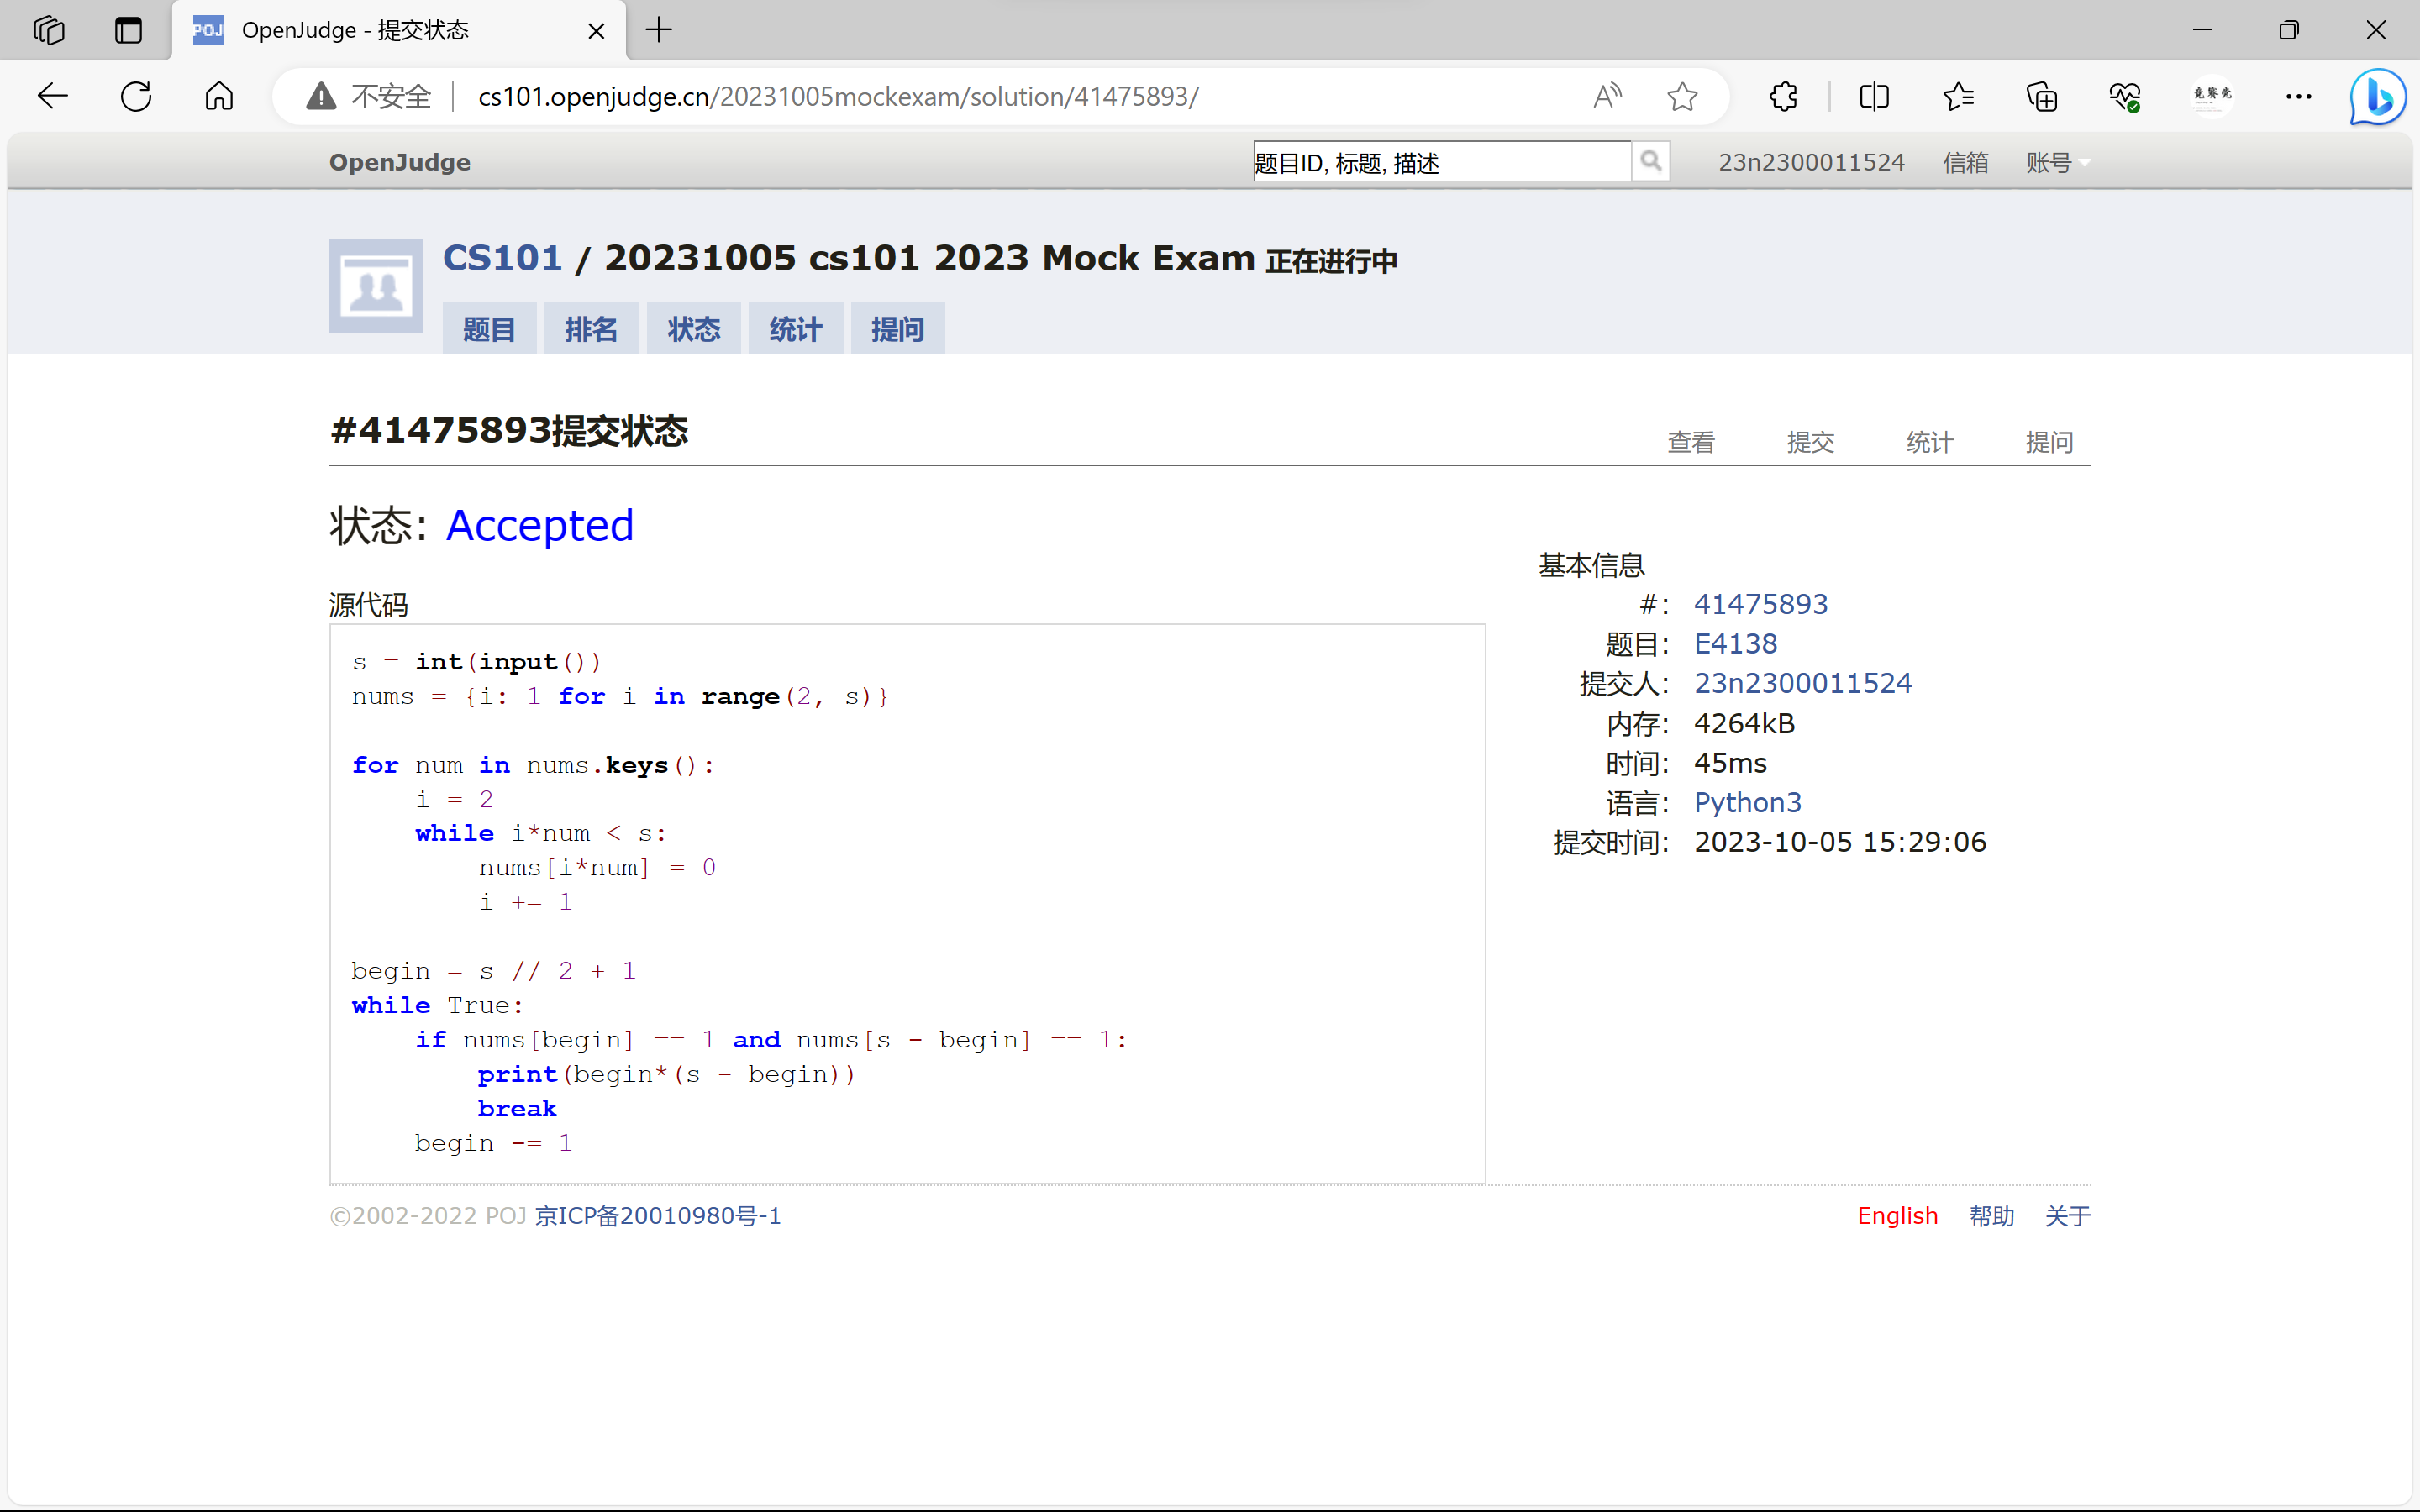 POJ OpenJudge - 提交状态
不安全 cs101.openjudge.cn/20231005mockexam/solution/41475893/
OpenJudge 题目ID, 标题, 描述 23n2300011524 信箱 账号
CS101 / 20231005 cs101 2023 Mock Exam 正在进行中
题目 排名 状态 统计 提问
#41475893提交状态 查看 提交 统计 提问
状态: Accepted
源代码
s = int(input())
nums = {i: 1 for i in range(2, s)}
for num in nums.keys():
    i = 2
    while i*num < s:
        nums[i*num] = 0
        i += 1
begin = s // 2 + 1
while True:
    if nums[begin] == 1 and nums[s - begin] == 1:
        print(begin*(s - begin))
        break
    begin -= 1
基本信息
#: 41475893
题目: E4138
提交人: 23n2300011524
内存: 4264kB
时间: 45ms
语言: Python3
提交时间: 2023-10-05 15:29:06
©2002-2022 POJ 京ICP备20010980号-1 English 帮助 关于